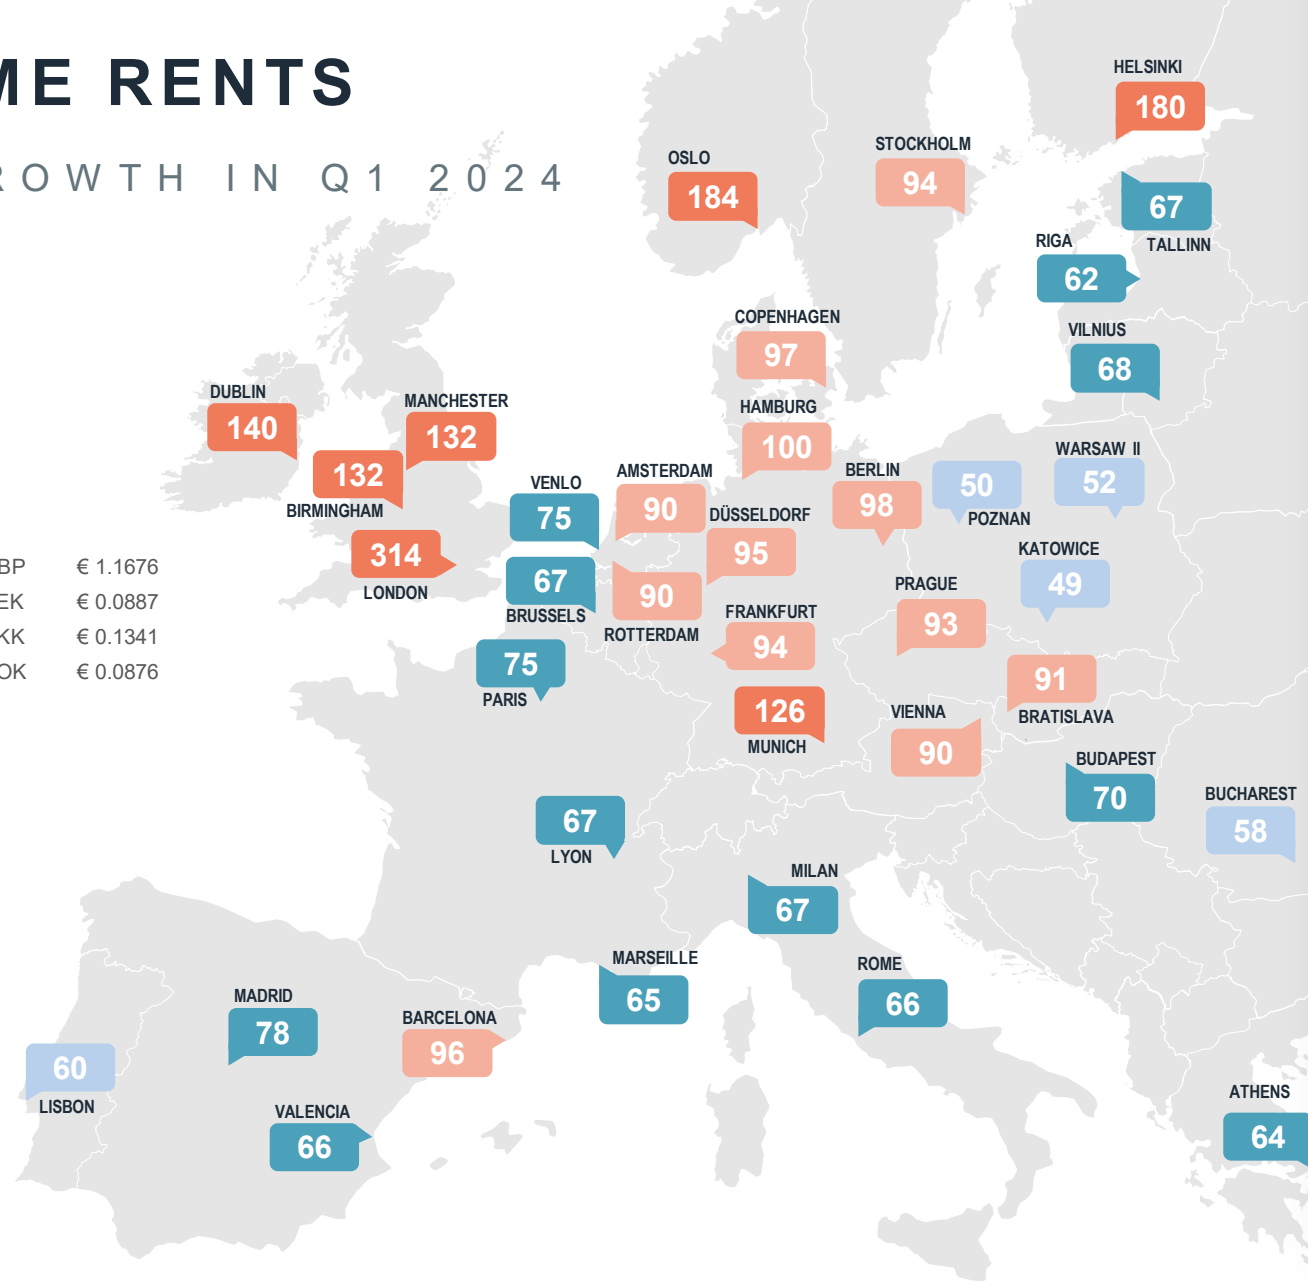 ME RENTS
ROWTH IN Q1 2024
HELSINKI
180
OSLO
184
STOCKHOLM
94
67
TALLINN
RIGA
62
COPENHAGEN
97
VILNIUS
68
DUBLIN
140
MANCHESTER
132
HAMBURG
100
132
BIRMINGHAM
VENLO
75
AMSTERDAM
90
BERLIN
98
50
POZNAN
WARSAW II
52
DÜSSELDORF
95
314
LONDON
67
BRUSSELS
90
ROTTERDAM
KATOWICE
49
BP € 1.1676
EK € 0.0887
KK € 0.1341
OK € 0.0876
PRAGUE
93
FRANKFURT
94
75
PARIS
91
BRATISLAVA
126
MUNICH
VIENNA
90
BUDAPEST
70
BUCHAREST
58
67
LYON
MILAN
67
MARSEILLE
65
ROME
66
MADRID
78
BARCELONA
96
60
LISBON
VALENCIA
66
ATHENS
64